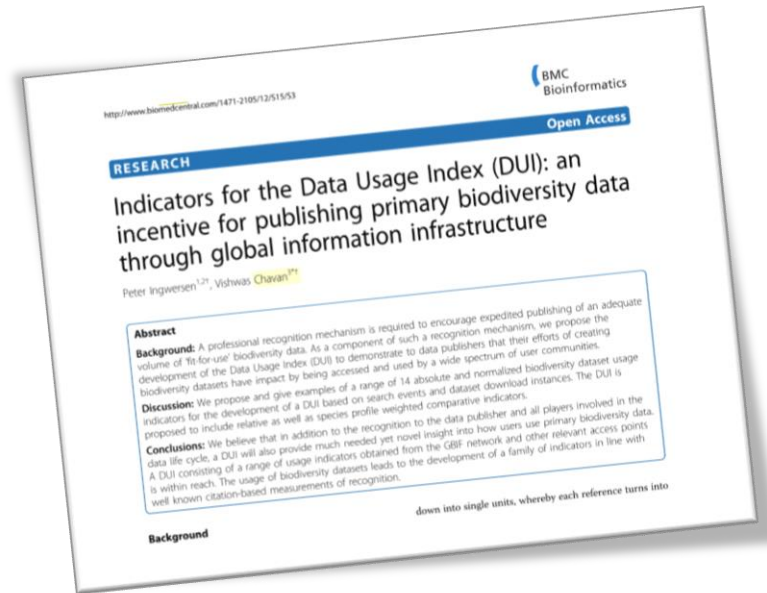 http://www.biomedcentral.com/1471-2105/12/S15/S3
BMC
Bioinformatics
RESEARCH
Open Access
Indicators for the Data Usage Index (DUI): an
incentive for publishing primary biodiversity data
through global information infrastructure
Peter Ingwersen1,2†, Vishwas Chavan3*†
Abstract
Background: A professional recognition mechanism is required to encourage expedited publishing of an adequate
volume of 'fit-for-use' biodiversity data. As a component of such a recognition mechanism, we propose the
development of the Data Usage Index (DUI) to demonstrate to data publishers that their efforts of creating
biodiversity datasets have impact by being accessed and used by a wide spectrum of user communities.
Discussion: We propose and give examples of a range of 14 absolute and normalized biodiversity dataset usage
indicators for the development of a DUI based on search events and dataset download instances. The DUI is
proposed to include relative as well as species profile weighted comparative indicators.
Conclusions: We believe that in addition to the recognition to the data publisher and all players involved in the
data life cycle, a DUI will also provide much needed yet novel insight into how users use primary biodiversity data.
A DUI consisting of a range of usage indicators obtained from the GBIF network and other relevant access points
is within reach. The usage of biodiversity datasets leads to the development of a family of indicators in line with
well known citation-based measurements of recognition.
Background
down into single units, whereby each reference turns into